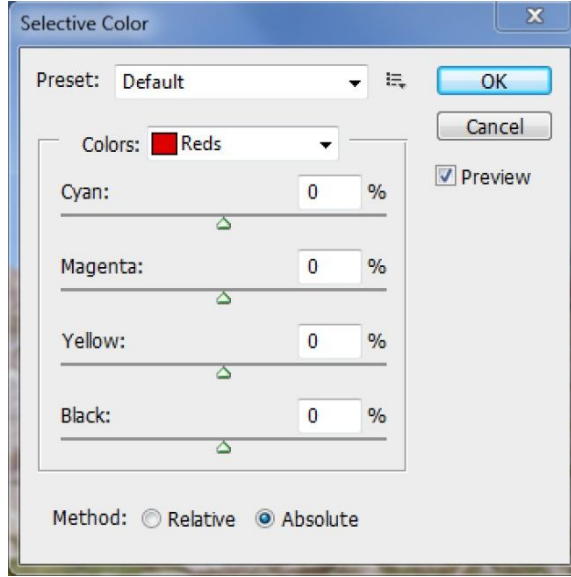 Selective Color
Preset: Default
OK
Cancel
Colors: Reds
Preview
Cyan: 0 %
Magenta: 0 %
Yellow: 0 %
Black: 0 %
Method: Relative Absolute